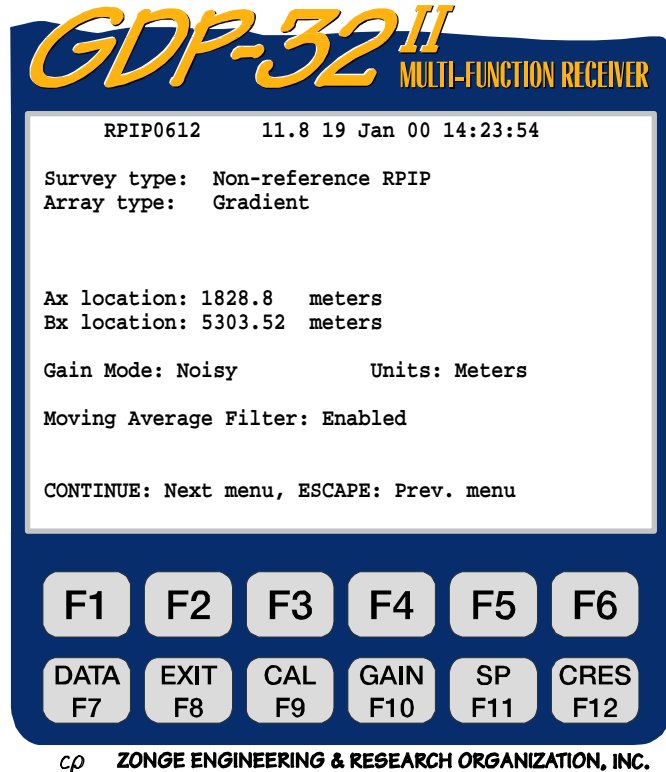 GDP-32 II
MULTI-FUNCTION RECEIVER
RPIP0612 11.8 19 Jan 00 14:23:54
Survey type: Non-reference RPIP
Array type: Gradient
Ax location: 1828.8 meters
Bx location: 5303.52 meters
Gain Mode: Noisy Units: Meters
Moving Average Filter: Enabled
CONTINUE: Next menu, ESCAPE: Prev. menu
F1 F2 F3 F4 F5 F6
DATA EXIT CAL GAIN SP CRES
F7 F8 F9 F10 F11 F12
ZONGE ENGINEERING & RESEARCH ORGANIZATION, INC.